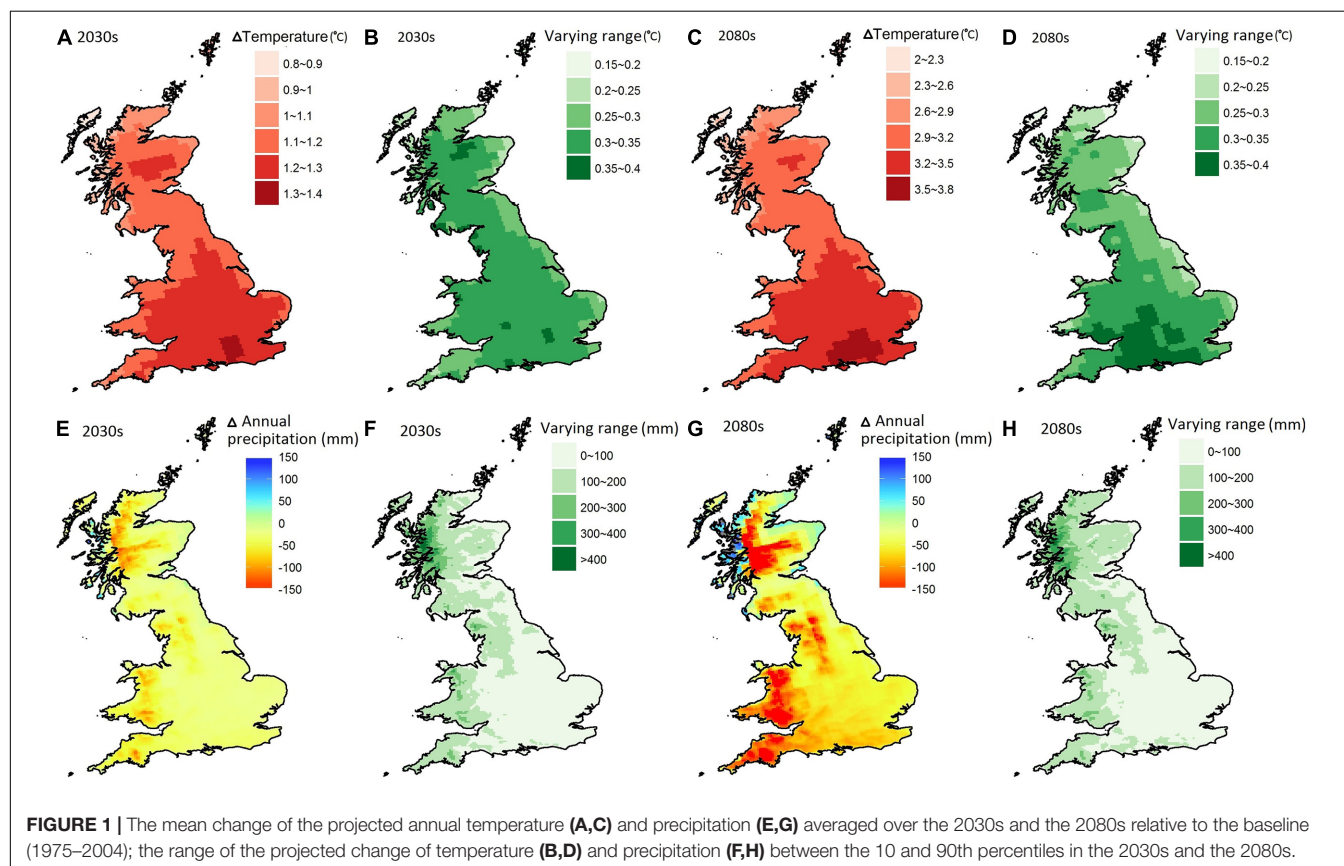 A 2030s
ΔTemperature(℃)
0.8~0.9
0.9~1
1~1.1
1.1~1.2
1.2~1.3
1.3~1.4
B 2030s
Varying range(℃)
0.15~0.2
0.2~0.25
0.25~0.3
0.3~0.35
0.35~0.4
C 2080s
ΔTemperature(℃)
2~2.3
2.3~2.6
2.6~2.9
2.9~3.2
3.2~3.5
3.5~3.8
D 2080s
Varying range(℃)
0.15~0.2
0.2~0.25
0.25~0.3
0.3~0.35
0.35~0.4
E 2030s
Δ Annual
precipitation (mm)
150
100
50
0
-50
-100
-150
F 2030s
Varying range (mm)
0~100
100~200
200~300
300~400
>400
G 2080s
Δ Annual
precipitation (mm)
150
100
50
0
-50
-100
-150
H 2080s
Varying range (mm)
0~100
100~200
200~300
300~400
>400
FIGURE 1 | The mean change of the projected annual temperature (A,C) and precipitation (E,G) averaged over the 2030s and the 2080s relative to the baseline
(1975–2004); the range of the projected change of temperature (B,D) and precipitation (F,H) between the 10 and 90th percentiles in the 2030s and the 2080s.